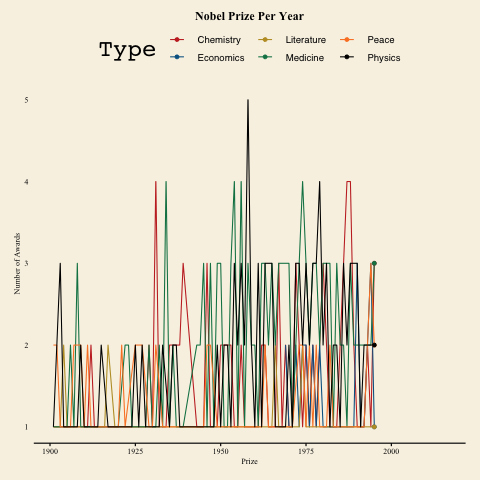 Nobel Prize Per Year
Type
Chemistry
Literature
Peace
Economics
Medicine
Physics
5
4
3
2
1
Number of Awards
1900
1925
1950
1975
2000
Prize